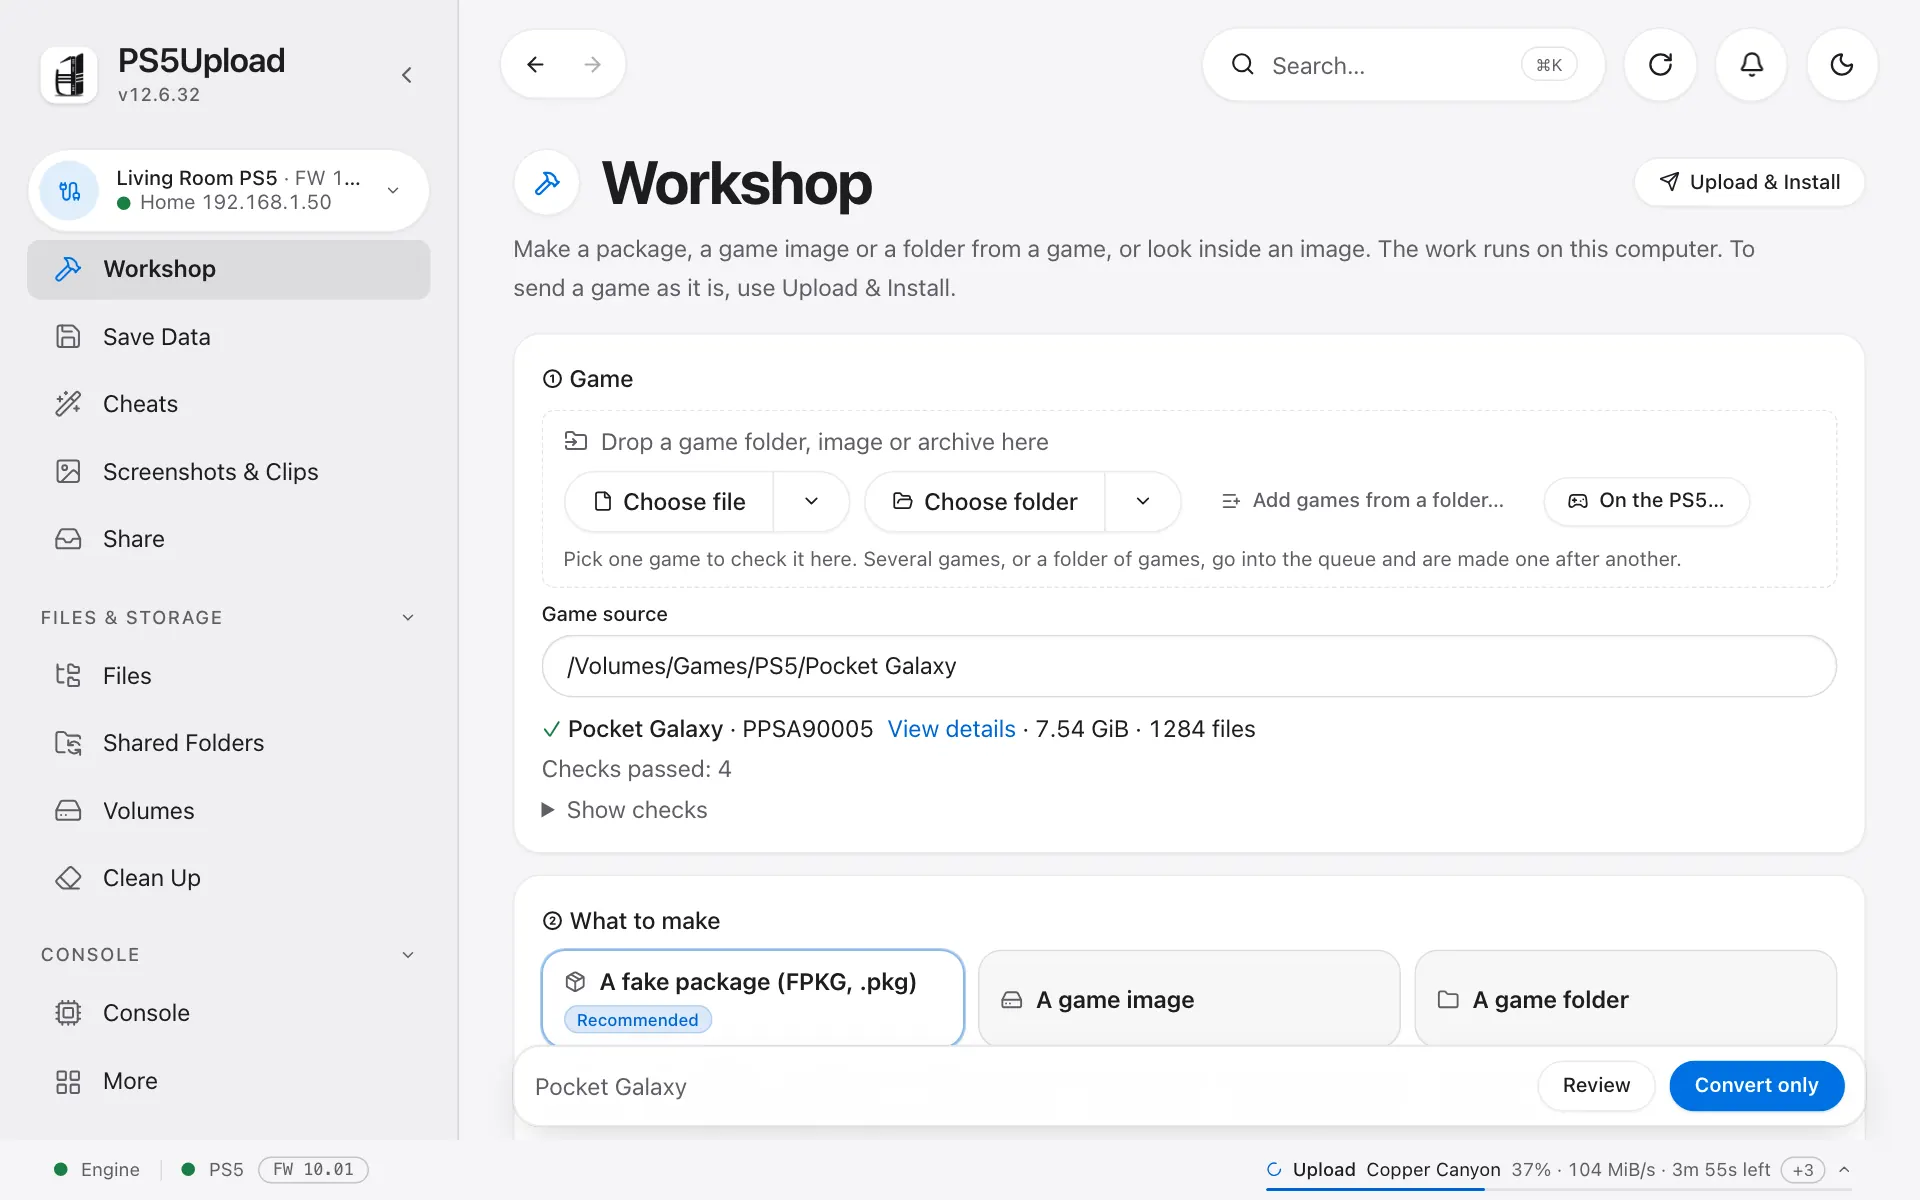 PS5Upload
v12.6.32
Living Room PS5 · FW 1...
Home 192.168.1.50
Workshop
Save Data
Cheats
Screenshots & Clips
Share
FILES & STORAGE
Files
Shared Folders
Volumes
Clean Up
CONSOLE
Console
More
Search...
⌘K
Workshop
Upload & Install
Make a package, a game image or a folder from a game, or look inside an image. The work runs on this computer. To
send a game as it is, use Upload & Install.
① Game
Drop a game folder, image or archive here
Choose file
Choose folder
Add games from a folder...
On the PS5...
Pick one game to check it here. Several games, or a folder of games, go into the queue and are made one after another.
Game source
/Volumes/Games/PS5/Pocket Galaxy
Pocket Galaxy · PPSA90005 View details · 7.54 GiB · 1284 files
Checks passed: 4
Show checks
② What to make
A fake package (FPKG, .pkg)
Recommended
A game image
A game folder
Pocket Galaxy
Review
Convert only
Engine
PS5
FW 10.01
Upload Copper Canyon 37% · 104 MiB/s · 3m 55s left
+3